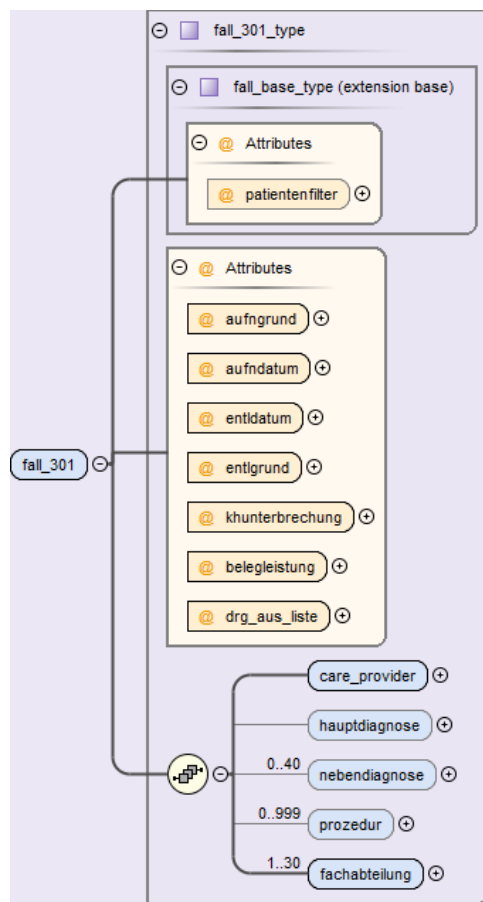 fall_301_type
fall_base_type (extension base)
@ Attributes
@ patientenfilter
@ Attributes
@ aufngrund
@ aufndatum
@ entldatum
fall_301
@ entlgrund
@ khunterbrechung
@ belegleistung
@ drg_aus_liste
care_provider
hauptdiagnose
0..40
nebendiagnose
0..999
prozedur
1..30
fachabteilung